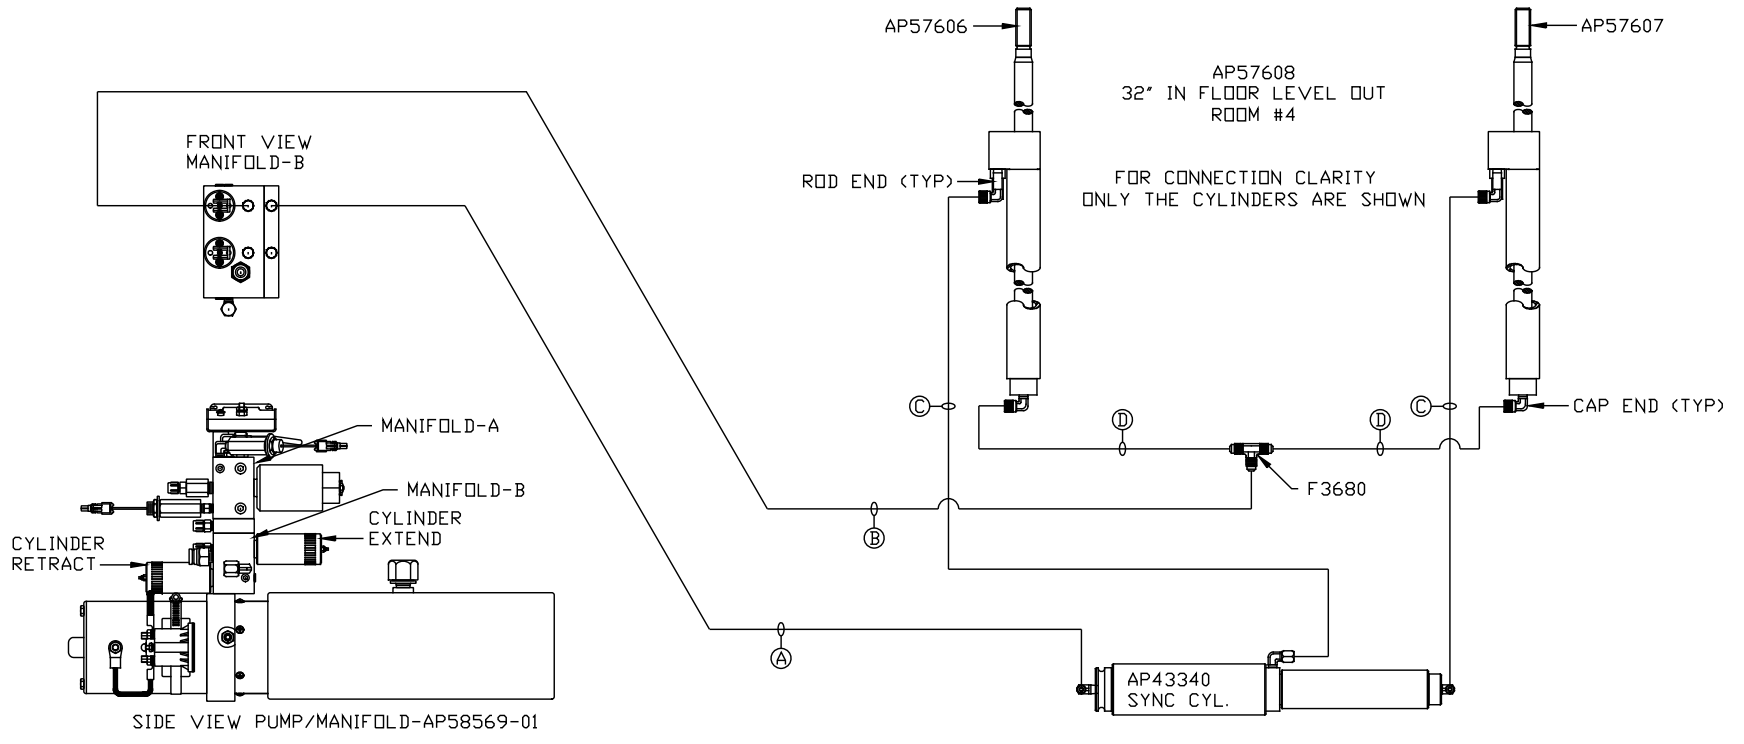 AP57606
AP57607
AP57608
32" IN FLOOR LEVEL OUT
ROOM #4
FRONT VIEW
MANIFOLD-B
ROD END (TYP)
FOR CONNECTION CLARITY
ONLY THE CYLINDERS ARE SHOWN
C
C
CAP END (TYP)
D
D
MANIFOLD-A
MANIFOLD-B
F3680
CYLINDER
EXTEND
B
CYLINDER
RETRACT
A
AP43340
SYNC CYL.
SIDE VIEW PUMP/MANIFOLD-AP58569-01